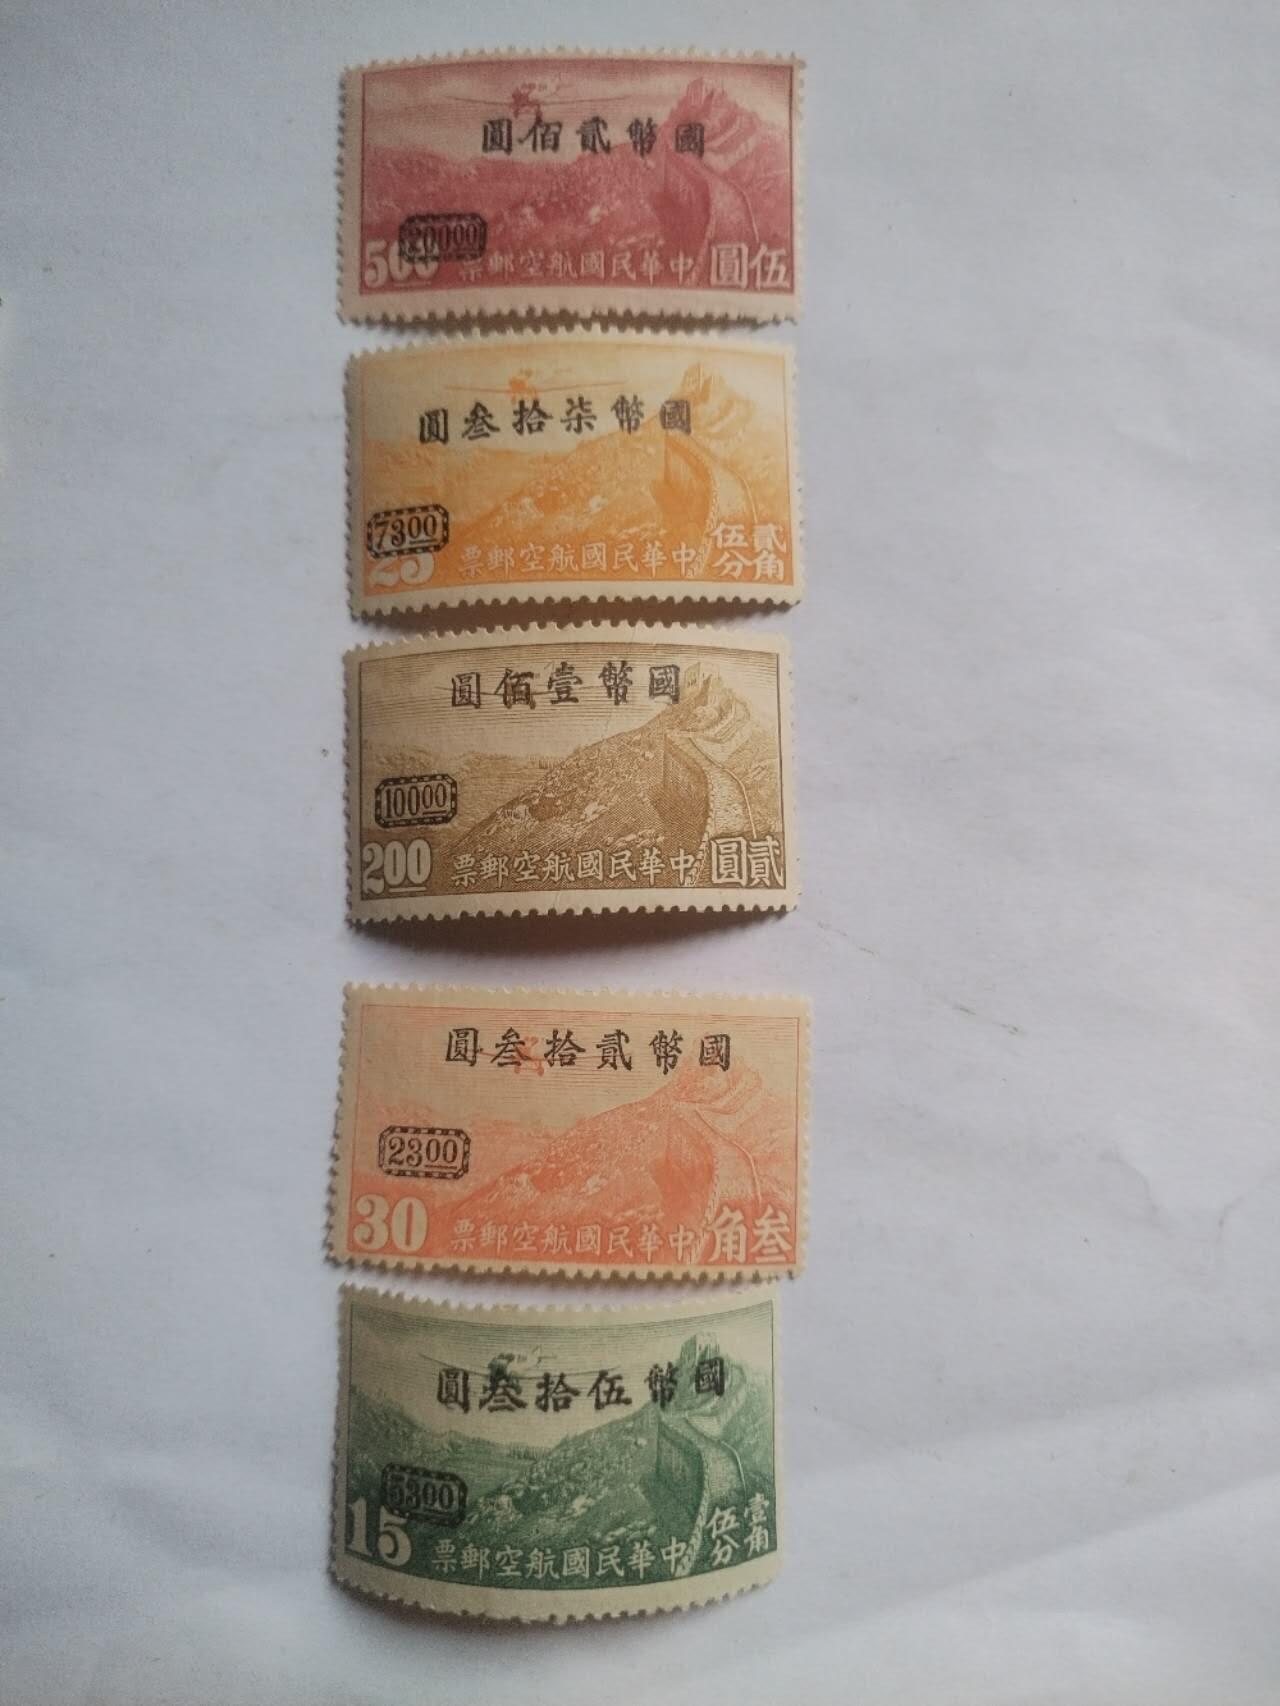 國幣貳佰圓
20000
伍圓
中華民國航空郵票
500
國幣柒拾叁圓
7300
貳角
伍分
中華民國航空郵票
25
國幣壹佰圓
10000
貳圓
中華民國航空郵票
200
國幣貳拾叁圓
2300
叁角
中華民國航空郵票
30
國幣伍拾叁圓
5300
壹角
伍分
中華民國航空郵票
15